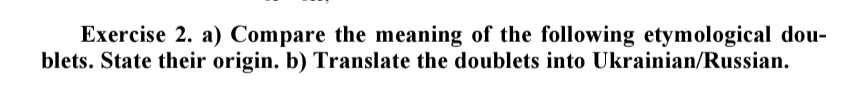 Exercise 2. a) Compare the meaning of the following etymological dou-
blets. State their origin. b) Translate the doublets into Ukrainian/Russian.